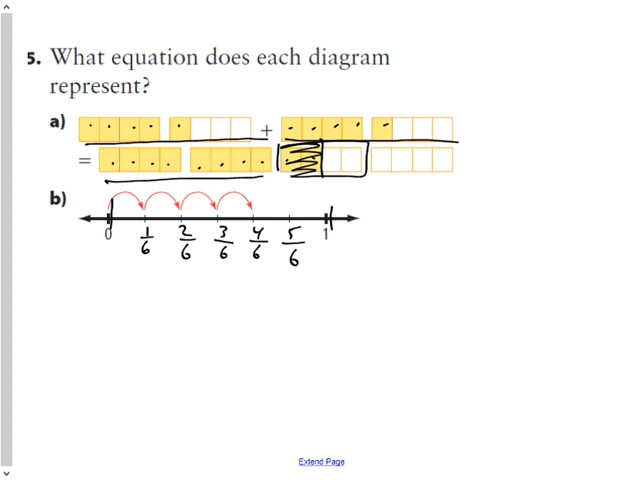 5. What equation does each diagram
represent?
a)
+
=
b)
0 1/6 2/6 3/6 4/6 5/6 1
Extend Page